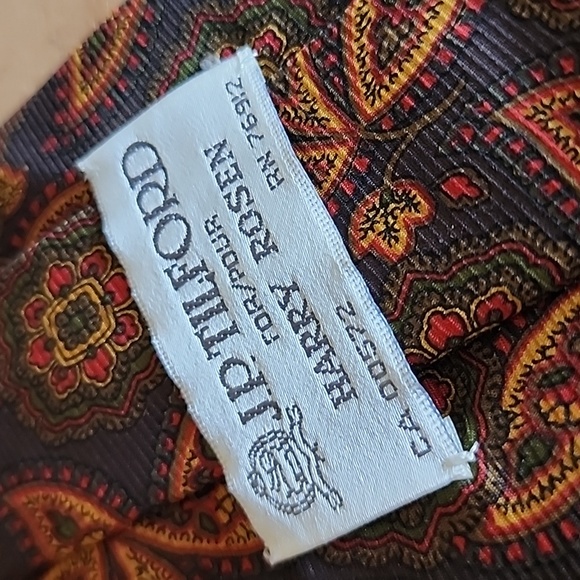 J.P. TILFORD
FOR/POUR
HARRY ROSEN
CA 00572
RN 76912